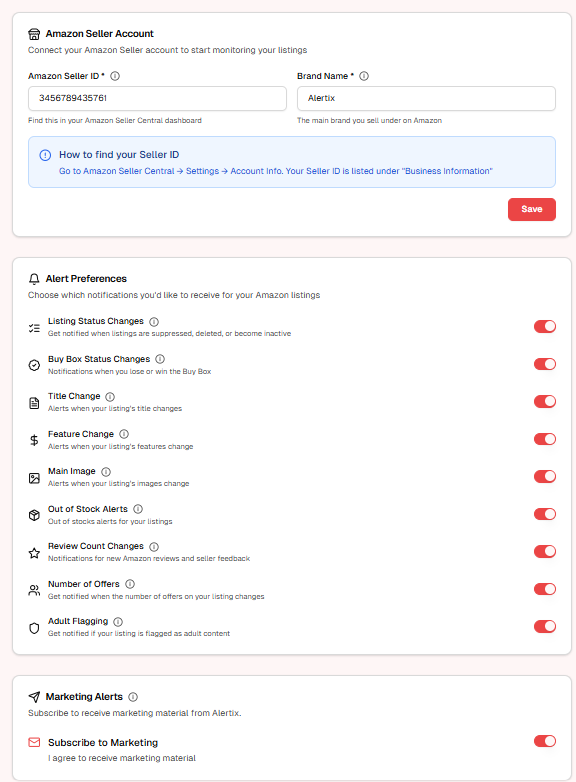 Amazon Seller Account
Connect your Amazon Seller account to start monitoring your listings
Amazon Seller ID *
Brand Name *
3456789435761
Alertix
Find this in your Amazon Seller Central dashboard
The main brand you sell under on Amazon
How to find your Seller ID
Go to Amazon Seller Central → Settings → Account Info. Your Seller ID is listed under "Business Information"
Save
Alert Preferences
Choose which notifications you'd like to receive for your Amazon listings
Listing Status Changes
Get notified when listings are suppressed, deleted, or become inactive
Buy Box Status Changes
Notifications when you lose or win the Buy Box
Title Change
Alerts when your listing's title changes
Feature Change
Alerts when your listing's features change
Main Image
Alerts when your listing's images change
Out of Stock Alerts
Out of stocks alerts for your listings
Review Count Changes
Notifications for new Amazon reviews and seller feedback
Number of Offers
Get notified when the number of offers on your listing changes
Adult Flagging
Get notified if your listing is flagged as adult content
Marketing Alerts
Subscribe to receive marketing material from Alertix.
Subscribe to Marketing
I agree to receive marketing material